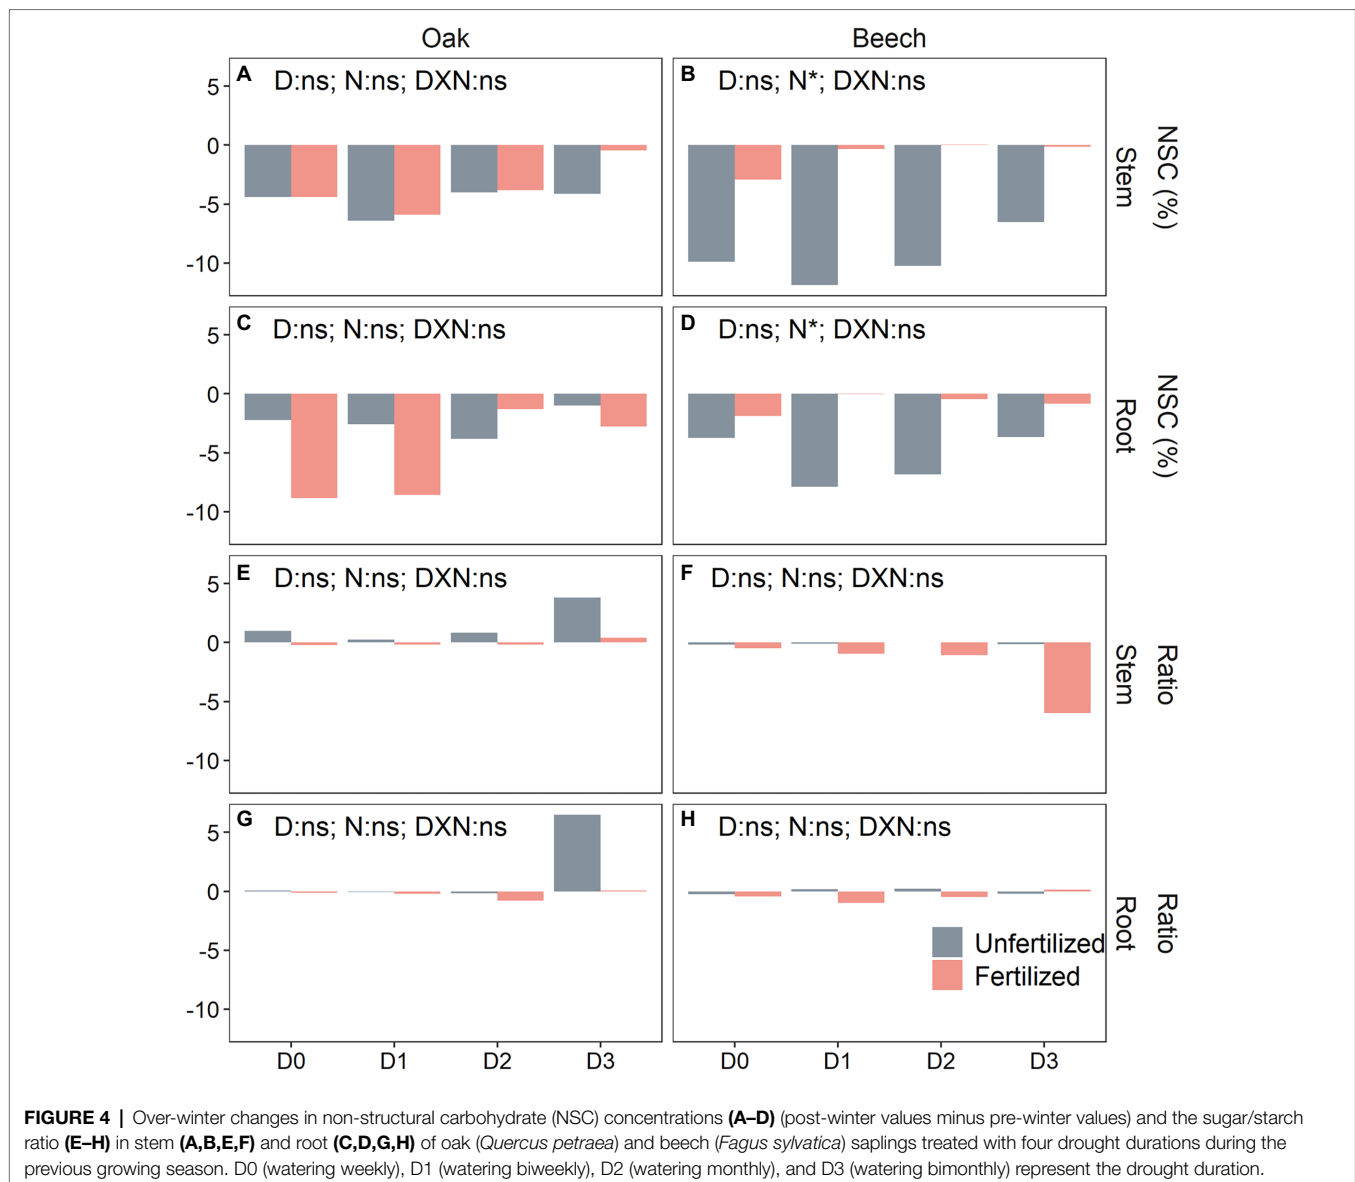 Oak
Beech
A D:ns; N:ns; DXN:ns
B D:ns; N*; DXN:ns
5
0
-5
-10
Stem
NSC (%)
C D:ns; N:ns; DXN:ns
D D:ns; N*; DXN:ns
5
0
-5
-10
Root
NSC (%)
E D:ns; N:ns; DXN:ns
F D:ns; N:ns; DXN:ns
5
0
-5
-10
Stem
Ratio
G D:ns; N:ns; DXN:ns
H D:ns; N:ns; DXN:ns
5
0
-5
-10
Root
Ratio
Unfertilized
Fertilized
D0 D1 D2 D3
D0 D1 D2 D3
FIGURE 4 | Over-winter changes in non-structural carbohydrate (NSC) concentrations (A–D) (post-winter values minus pre-winter values) and the sugar/starch
ratio (E–H) in stem (A,B,E,F) and root (C,D,G,H) of oak (Quercus petraea) and beech (Fagus sylvatica) saplings treated with four drought durations during the
previous growing season. D0 (watering weekly), D1 (watering biweekly), D2 (watering monthly), and D3 (watering bimonthly) represent the drought duration.